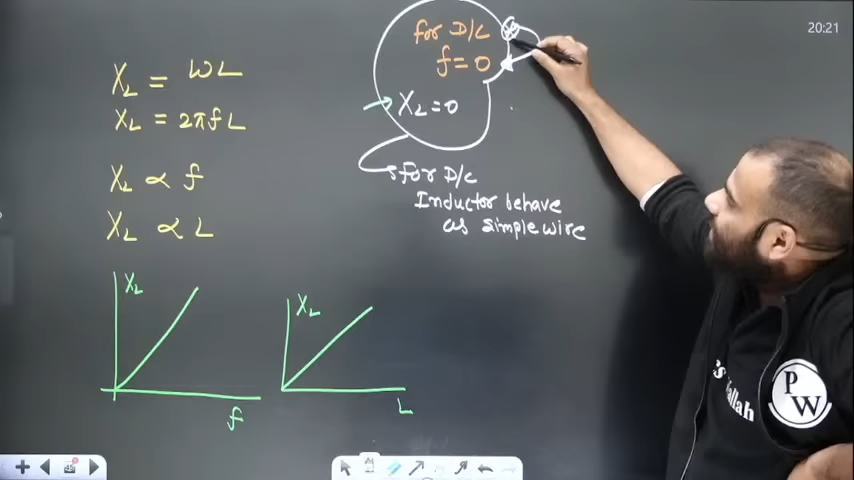 20:21
for D/C
f = 0
X_L = 0
for D/C
Inductor behave
as simple wire
X_L = ωL
X_L = 2πfL
X_L ∝ f
X_L ∝ L
X_L
f
X_L
L
PW